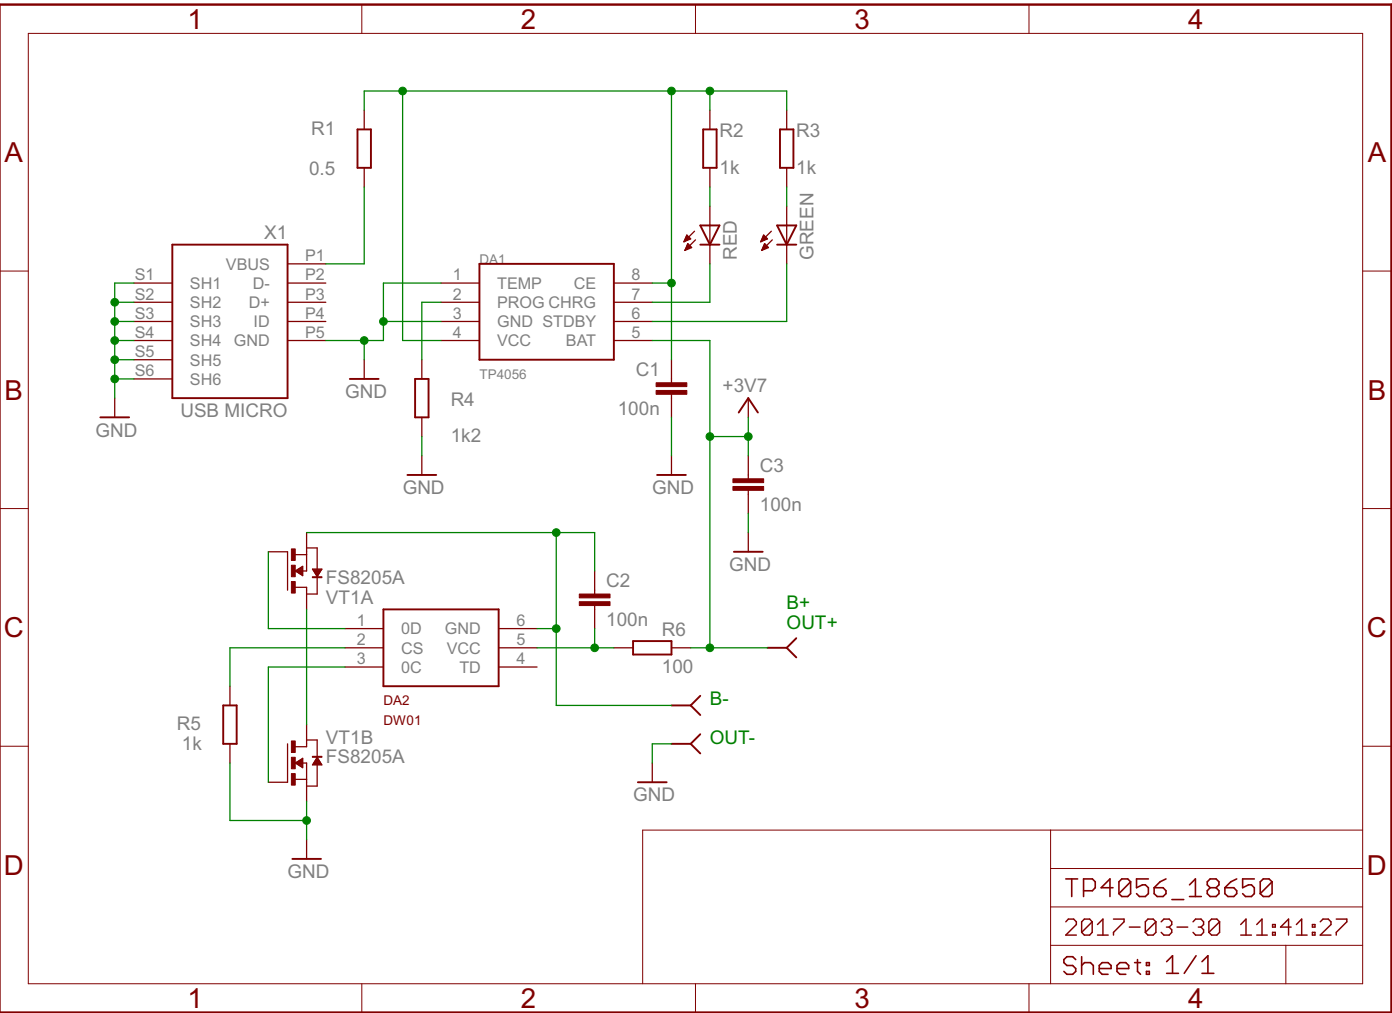 1 2 3 4
A A
R1
0.5
R2
1k
R3
1k
RED
GREEN
X1
VBUS P1
S1 SH1 D- P2
S2 SH2 D+ P3
S3 SH3 ID P4
S4 SH4 GND P5
S5 SH5
S6 SH6
USB MICRO
GND
GND
DA1
1 TEMP CE 8
2 PROG CHRG 7
3 GND STDBY 6
4 VCC BAT 5
TP4056
B B
R4
1k2
GND
C1
100n
GND
+3V7
C3
100n
GND
C C
FS8205A
VT1A
1 0D GND 6
2 CS VCC 5
3 0C TD 4
DA2
DW01
C2
100n
R6
100
B+
OUT+
B-
OUT-
GND
R5
1k
VT1B
FS8205A
GND
D D
TP4056_18650
2017-03-30 11:41:27
Sheet: 1/1
1 2 3 4